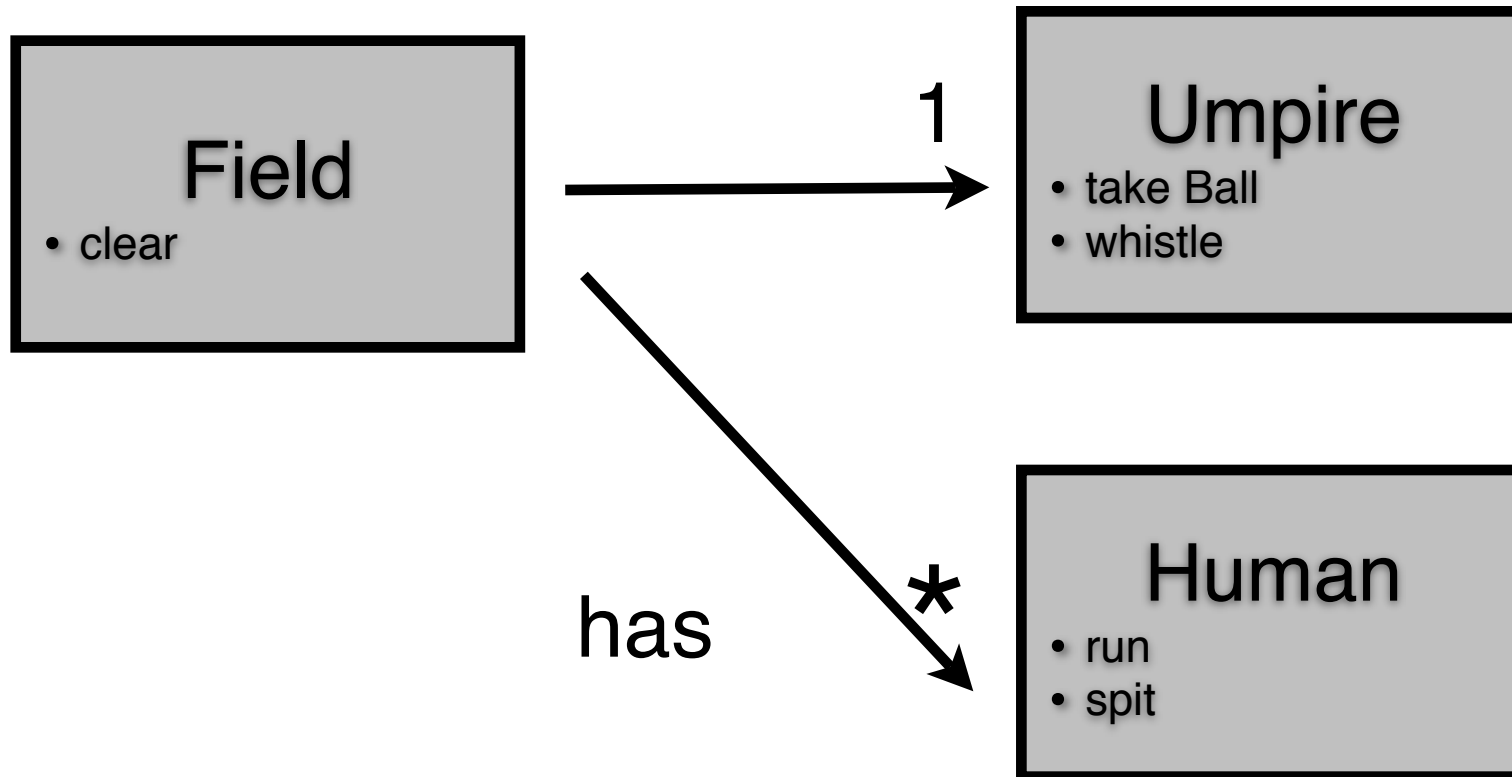 Field
• clear
1
Umpire
• take Ball
• whistle
has
*
Human
• run
• spit